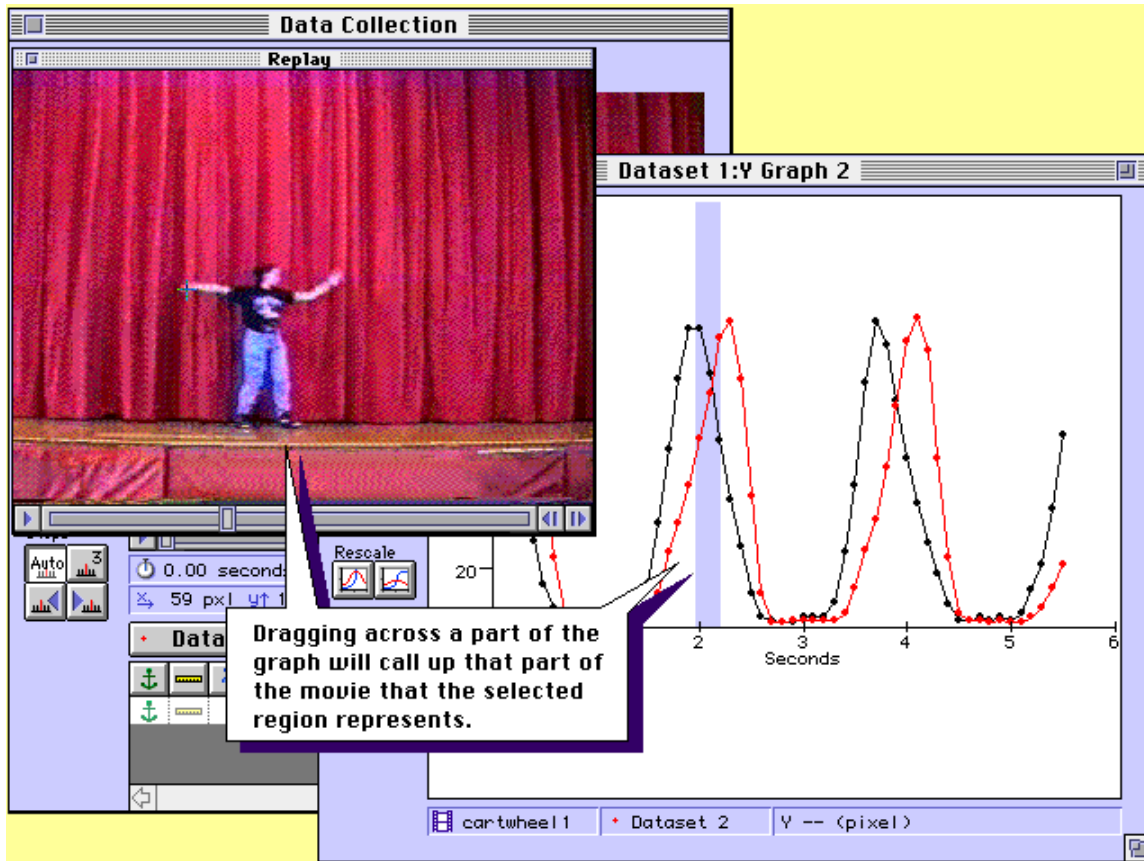 Data Collection
Replay
Dataset 1:Y Graph 2
Auto
3
0.00 second
59 pxl y↑ 1
Rescale
20
2 3 4 5 6
Seconds
Dragging across a part of the
graph will call up that part of
the movie that the selected
region represents.
cartwheel1
Dataset 2
Y -- (pixel)